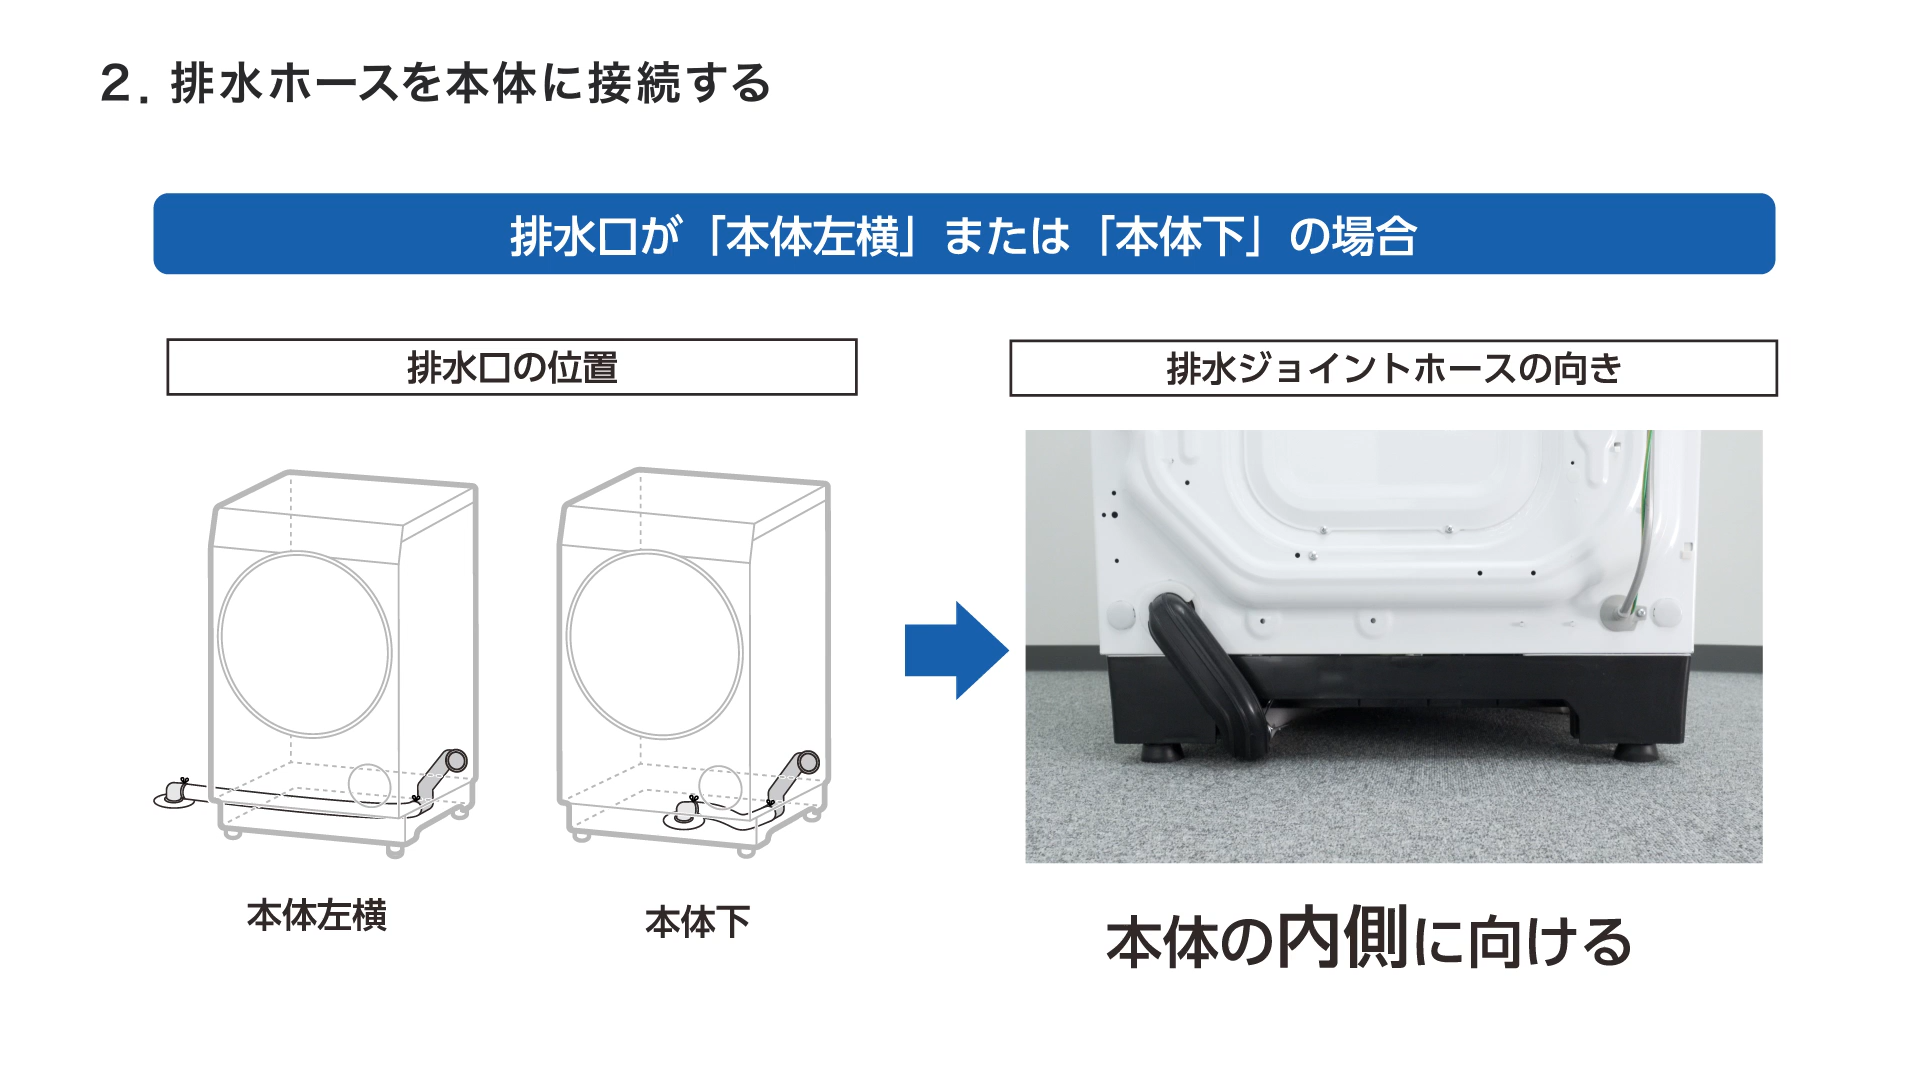 2. 排水ホースを本体に接続する
排水口が「本体左横」または「本体下」の場合
排水口の位置
排水ジョイントホースの向き
本体左横
本体下
本体の内側に向ける